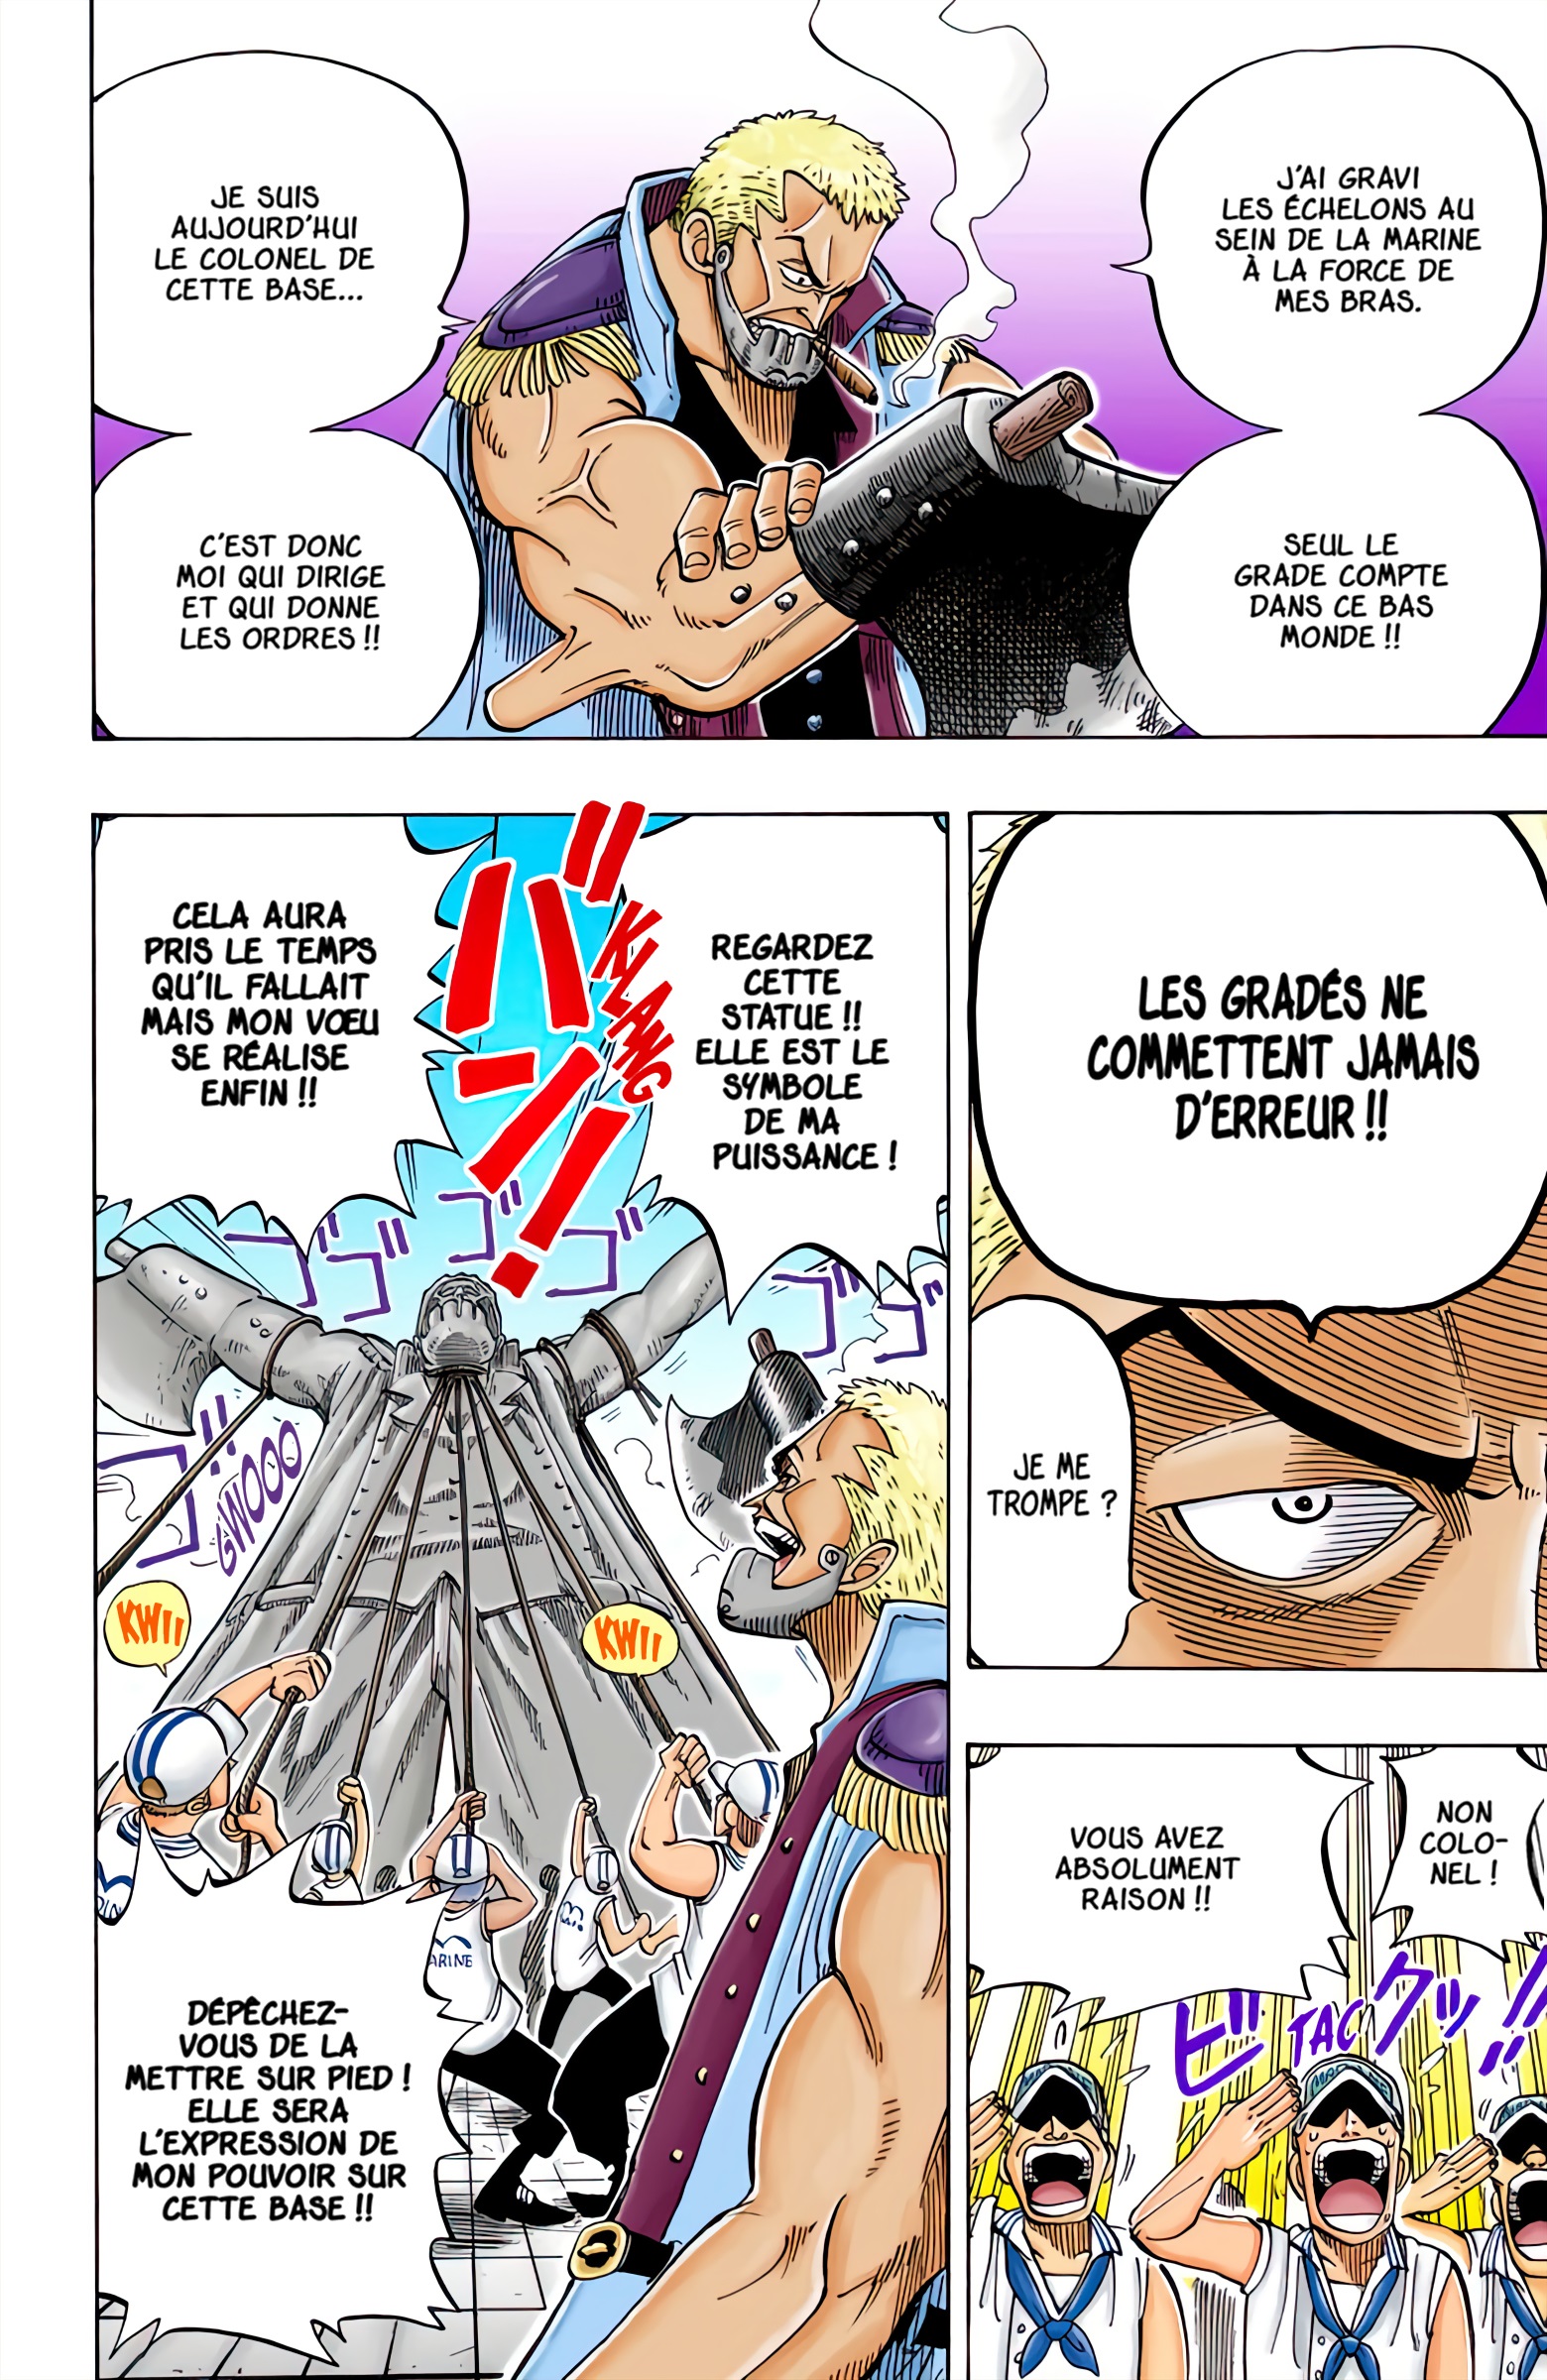 J'AI GRAVI
LES ÉCHELONS AU
SEIN DE LA MARINE
À LA FORCE DE
MES BRAS.
SEUL LE
GRADE COMPTE
DANS CE BAS
MONDE !!
JE SUIS
AUJOURD'HUI
LE COLONEL DE
CETTE BASE...
C'EST DONC
MOI QUI DIRIGE
ET QUI DONNE
LES ORDRES !!
LES GRADÉS NE
COMMETTENT JAMAIS
D'ERREUR !!
JE ME
TROMPE ?
NON
COLO-
NEL !
VOUS AVEZ
ABSOLUMENT
RAISON !!
ビクッ!!
TAC
REGARDEZ
CETTE
STATUE !!
ELLE EST LE
SYMBOLE
DE MA
PUISSANCE !
バン!!
KLANG
CELA AURA
PRIS LE TEMPS
QU'IL FALLAIT
MAIS MON VŒU
SE RÉALISE
ENFIN !!
ゴゴゴゴゴゴゴ!!
GWOOO
KWII
KWII
ARINE
DÉPÊCHEZ-
VOUS DE LA
METTRE SUR PIED !
ELLE SERA
L'EXPRESSION DE
MON POUVOIR SUR
CETTE BASE !!